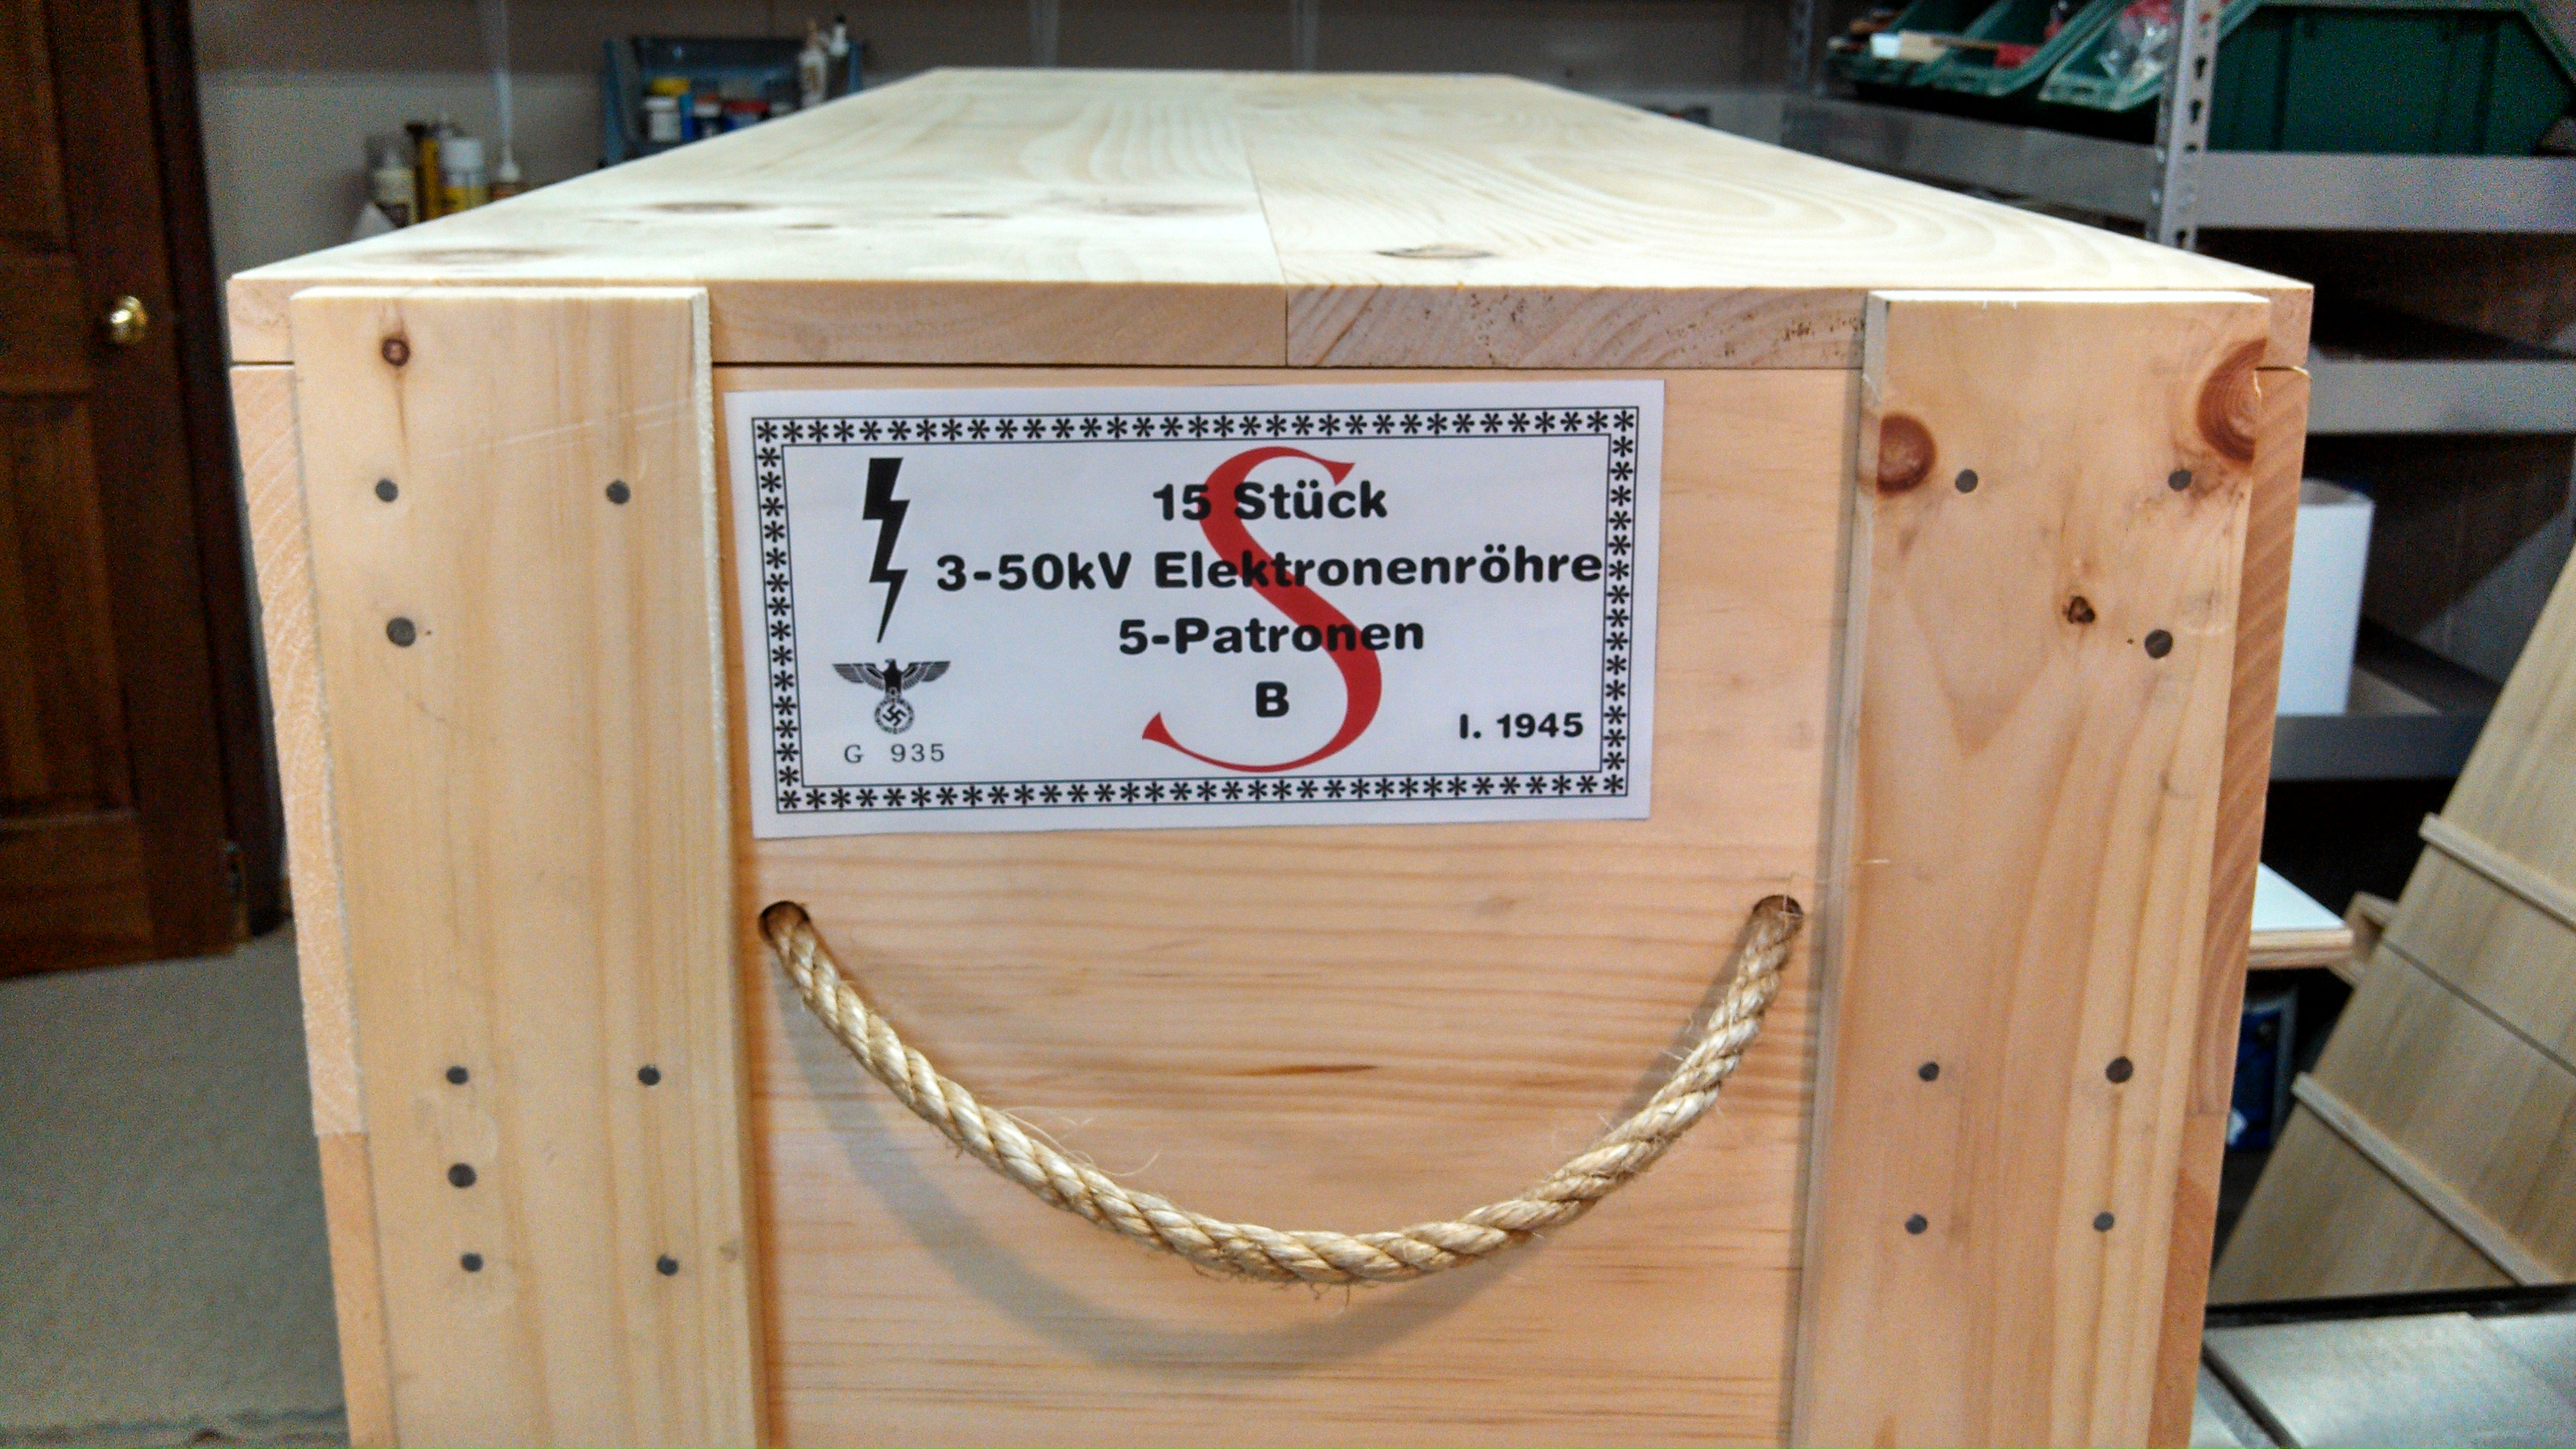 15 Stück
3-50kV Elektronenröhre
5-Patronen
B
S
I. 1945
G 935